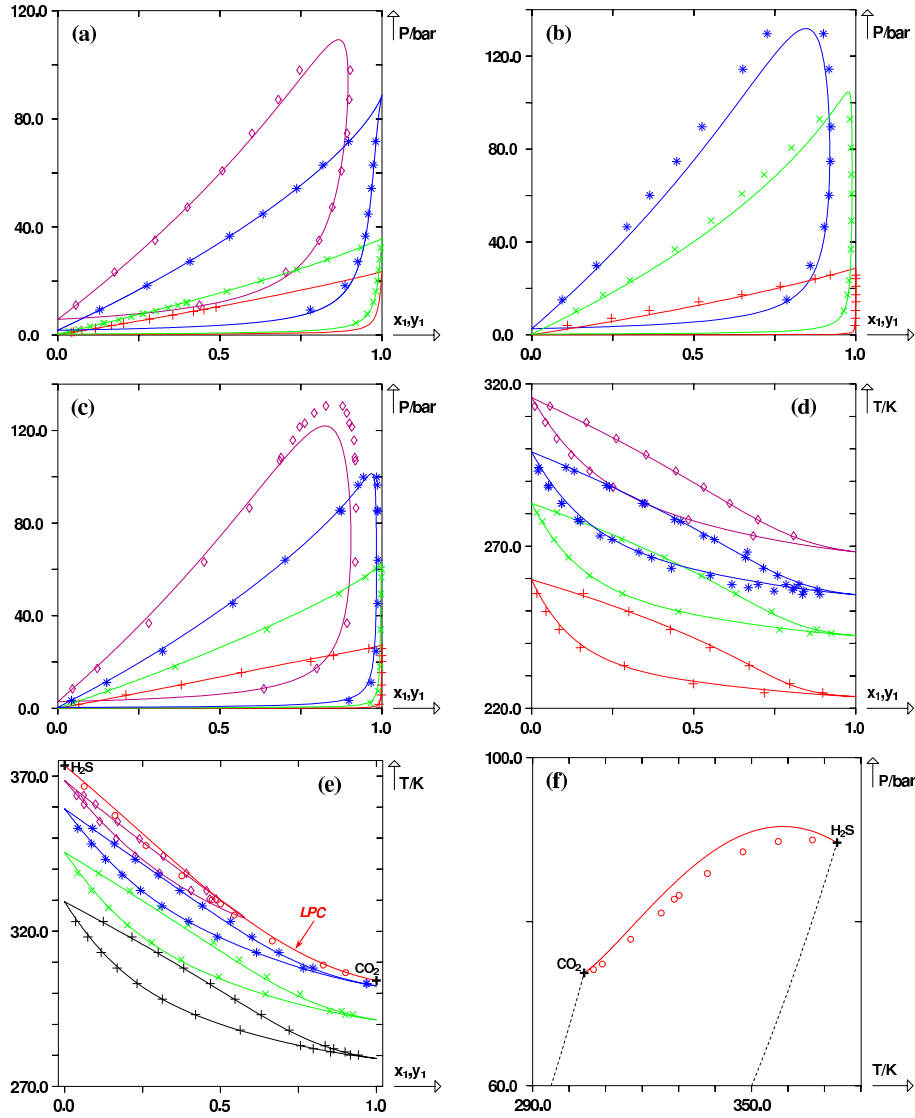 (a)
P/bar
120.0
80.0
40.0
0.0
0.0
0.5
1.0
x₁,y₁
(b)
P/bar
120.0
80.0
40.0
0.0
0.0
0.5
1.0
x₁,y₁
(c)
P/bar
120.0
80.0
40.0
0.0
0.0
0.5
1.0
x₁,y₁
(d)
T/K
320.0
270.0
220.0
0.0
0.5
1.0
x₁,y₁
(e)
T/K
H₂S
370.0
320.0
270.0
LPC
CO₂
0.0
0.5
1.0
x₁,y₁
(f)
P/bar
100.0
60.0
H₂S
CO₂
290.0
350.0
T/K